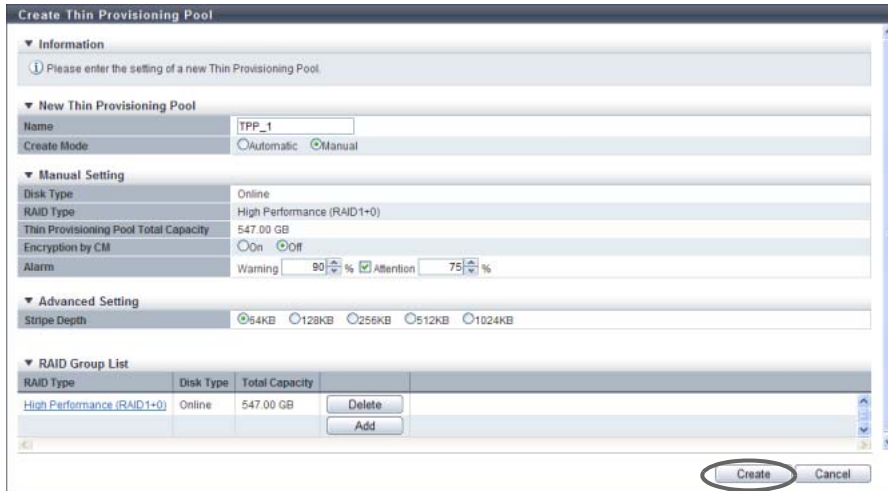 Create Thin Provisioning Pool
Information
Please enter the setting of a new Thin Provisioning Pool.
New Thin Provisioning Pool
Name TPP_1
Create Mode Automatic Manual
Manual Setting
Disk Type Online
RAID Type High Performance (RAID1+0)
Thin Provisioning Pool Total Capacity 547.00 GB
Encryption by CM On Off
Alarm Warning 90 % Attention 75 %
Advanced Setting
Stripe Depth 64KB 128KB 256KB 512KB 1024KB
RAID Group List
RAID Type Disk Type Total Capacity
High Performance (RAID1+0) Online 547.00 GB Delete
Add
Create Cancel